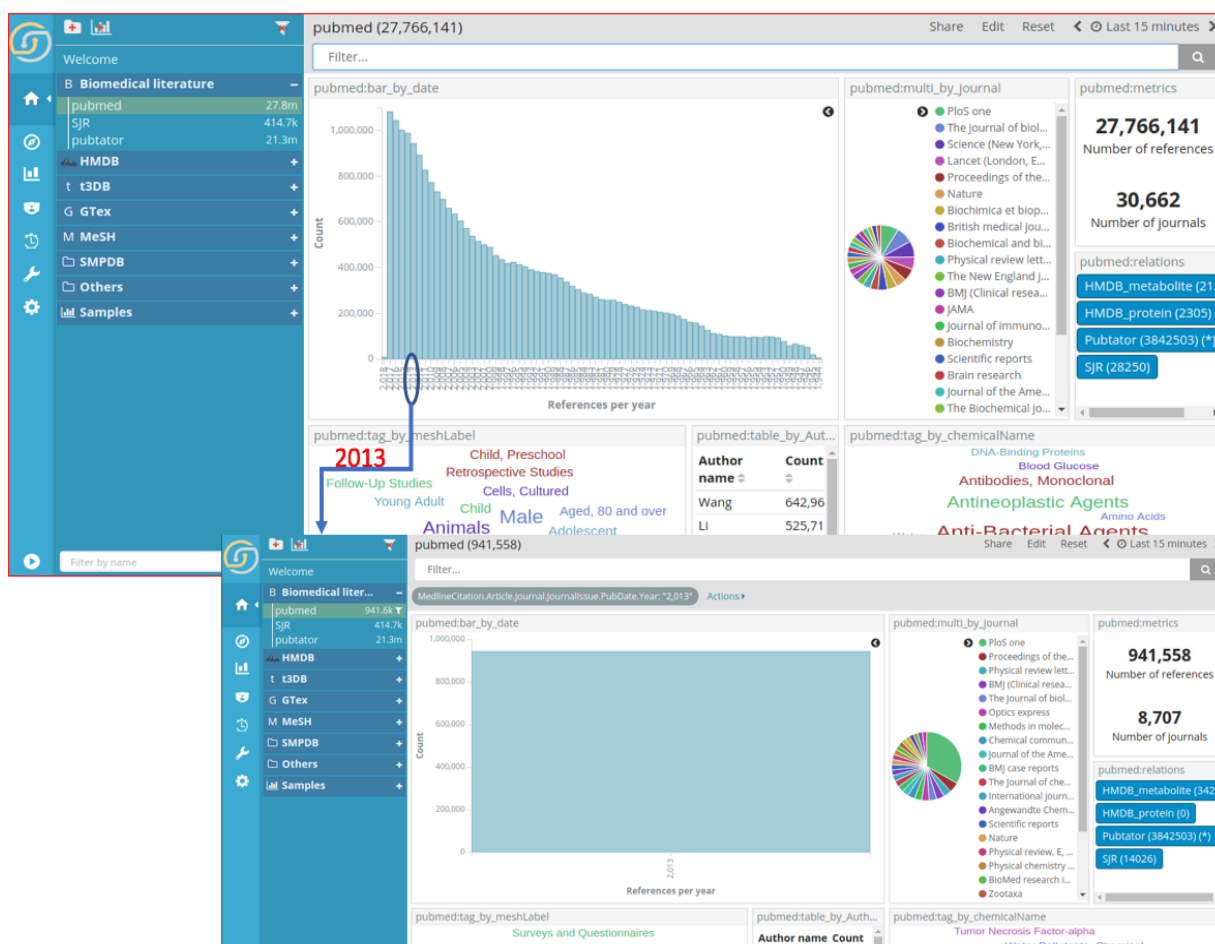 pubmed (27,766,141)
Share Edit Reset Last 15 minutes
Welcome
Filter...
B Biomedical literature
pubmed 27.8m
SJR 414.7k
pubtator 21.3m
HMDB
t t3DB
G GTex
M MeSH
SMPDB
Others
Samples
Filter by name
pubmed:bar_by_date
1,000,000
800,000
600,000
400,000
200,000
0
Count
References per year
pubmed:multi_by_journal
PloS one
The Journal of biol...
Science (New York,...
Lancet (London, E...
Proceedings of the...
Nature
Biochimica et biop...
British medical jou...
Biochemical and bi...
Physical review lett...
The New England j...
BMJ (Clinical resea...
JAMA
Journal of immuno...
Biochemistry
Scientific reports
Brain research
Journal of the Ame...
The Biochemical jo...
pubmed:metrics
27,766,141
Number of references
30,662
Number of journals
pubmed:relations
HMDB_metabolite (21
HMDB_protein (2305)
Pubtator (3842503) (*)
SJR (28250)
pubmed:tag_by_meshLabel
2013
Child, Preschool
Retrospective Studies
Follow-Up Studies
Cells, Cultured
Young Adult
Child
Male
Aged, 80 and over
Animals
Adolescent
pubmed:table_by_Aut...
Author name Count
Wang 642,96
Li 525,71
pubmed:tag_by_chemicalName
DNA-Binding Proteins
Blood Glucose
Antibodies, Monoclonal
Antineoplastic Agents
Amino Acids
Anti-Bacterial Agents
pubmed (941,558)
Share Edit Reset Last 15 minutes
Welcome
Filter...
B Biomedical liter...
pubmed 941.6k
SJR 414.7k
pubtator 21.3m
HMDB
t t3DB
G GTex
M MeSH
SMPDB
Others
Samples
MedlineCitation.Article.Journal.JournalIssue.PubDate.Year: "2,013" Actions
pubmed:bar_by_date
1,000,000
800,000
600,000
400,000
200,000
0
Count
2,013
References per year
pubmed:multi_by_journal
PloS one
Proceedings of the...
Physical review lett...
BMJ (Clinical resea...
The Journal of biol...
Optics express
Methods in molec...
Chemical commun...
Journal of the Ame...
BMJ case reports
The Journal of che...
International journ...
Angewandte Chem...
Scientific reports
Nature
Physical review. E, ...
Physical chemistry ...
BioMed research i...
Zootaxa
pubmed:metrics
941,558
Number of references
8,707
Number of journals
pubmed:relations
HMDB_metabolite (342
HMDB_protein (0)
Pubtator (3842503) (*)
SJR (14026)
pubmed:tag_by_meshLabel
Surveys and Questionnaires
pubmed:table_by_Auth...
Author name Count
pubmed:tag_by_chemicalName
Tumor Necrosis Factor-alpha